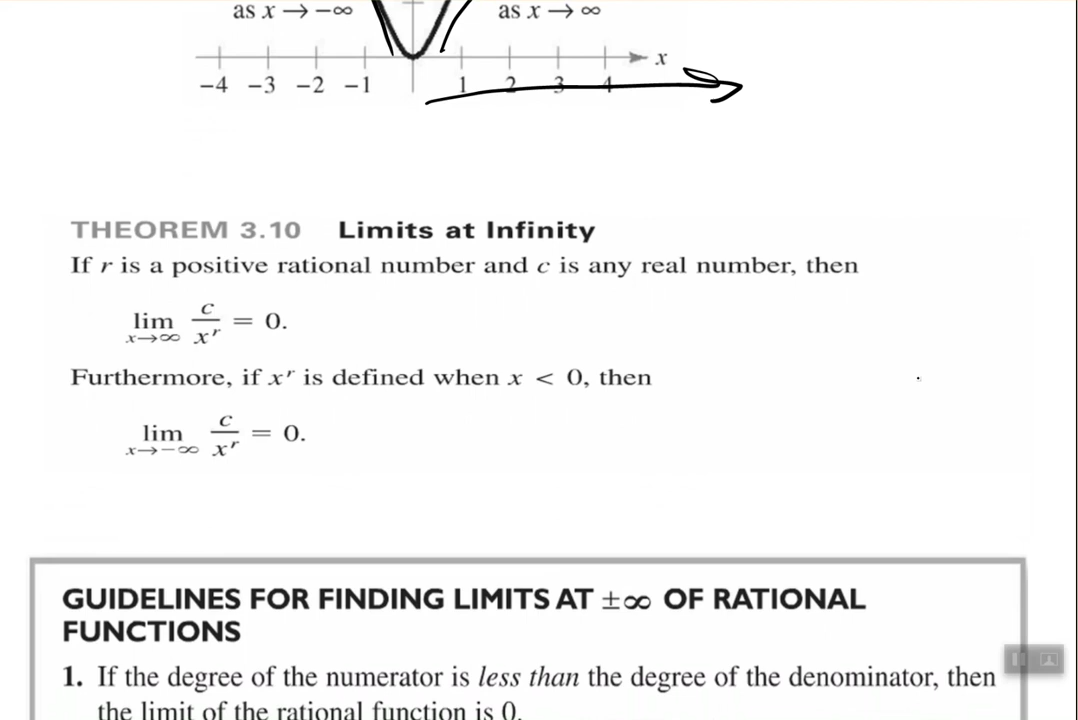 as x → −∞ as x → ∞
x
−4 −3 −2 −1 1 2 3 4
THEOREM 3.10 Limits at Infinity
If r is a positive rational number and c is any real number, then
lim x→∞ c/xʳ = 0.
Furthermore, if xʳ is defined when x < 0, then
lim x→−∞ c/xʳ = 0.
GUIDELINES FOR FINDING LIMITS AT ±∞ OF RATIONAL
FUNCTIONS
1. If the degree of the numerator is less than the degree of the denominator, then
the limit of the rational function is 0.